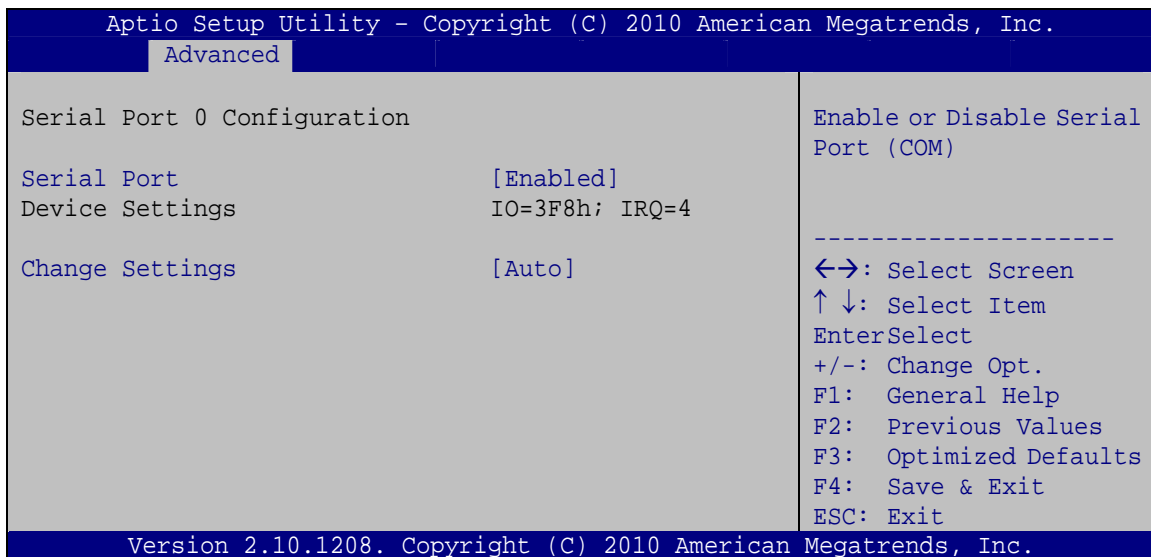 Aptio Setup Utility – Copyright (C) 2010 American Megatrends, Inc.
Advanced
Serial Port 0 Configuration
Serial Port [Enabled]
Device Settings IO=3F8h; IRQ=4
Change Settings [Auto]
Enable or Disable Serial
Port (COM)
---------------------
←→: Select Screen
↑ ↓: Select Item
EnterSelect
+/-: Change Opt.
F1: General Help
F2: Previous Values
F3: Optimized Defaults
F4: Save & Exit
ESC: Exit
Version 2.10.1208. Copyright (C) 2010 American Megatrends, Inc.